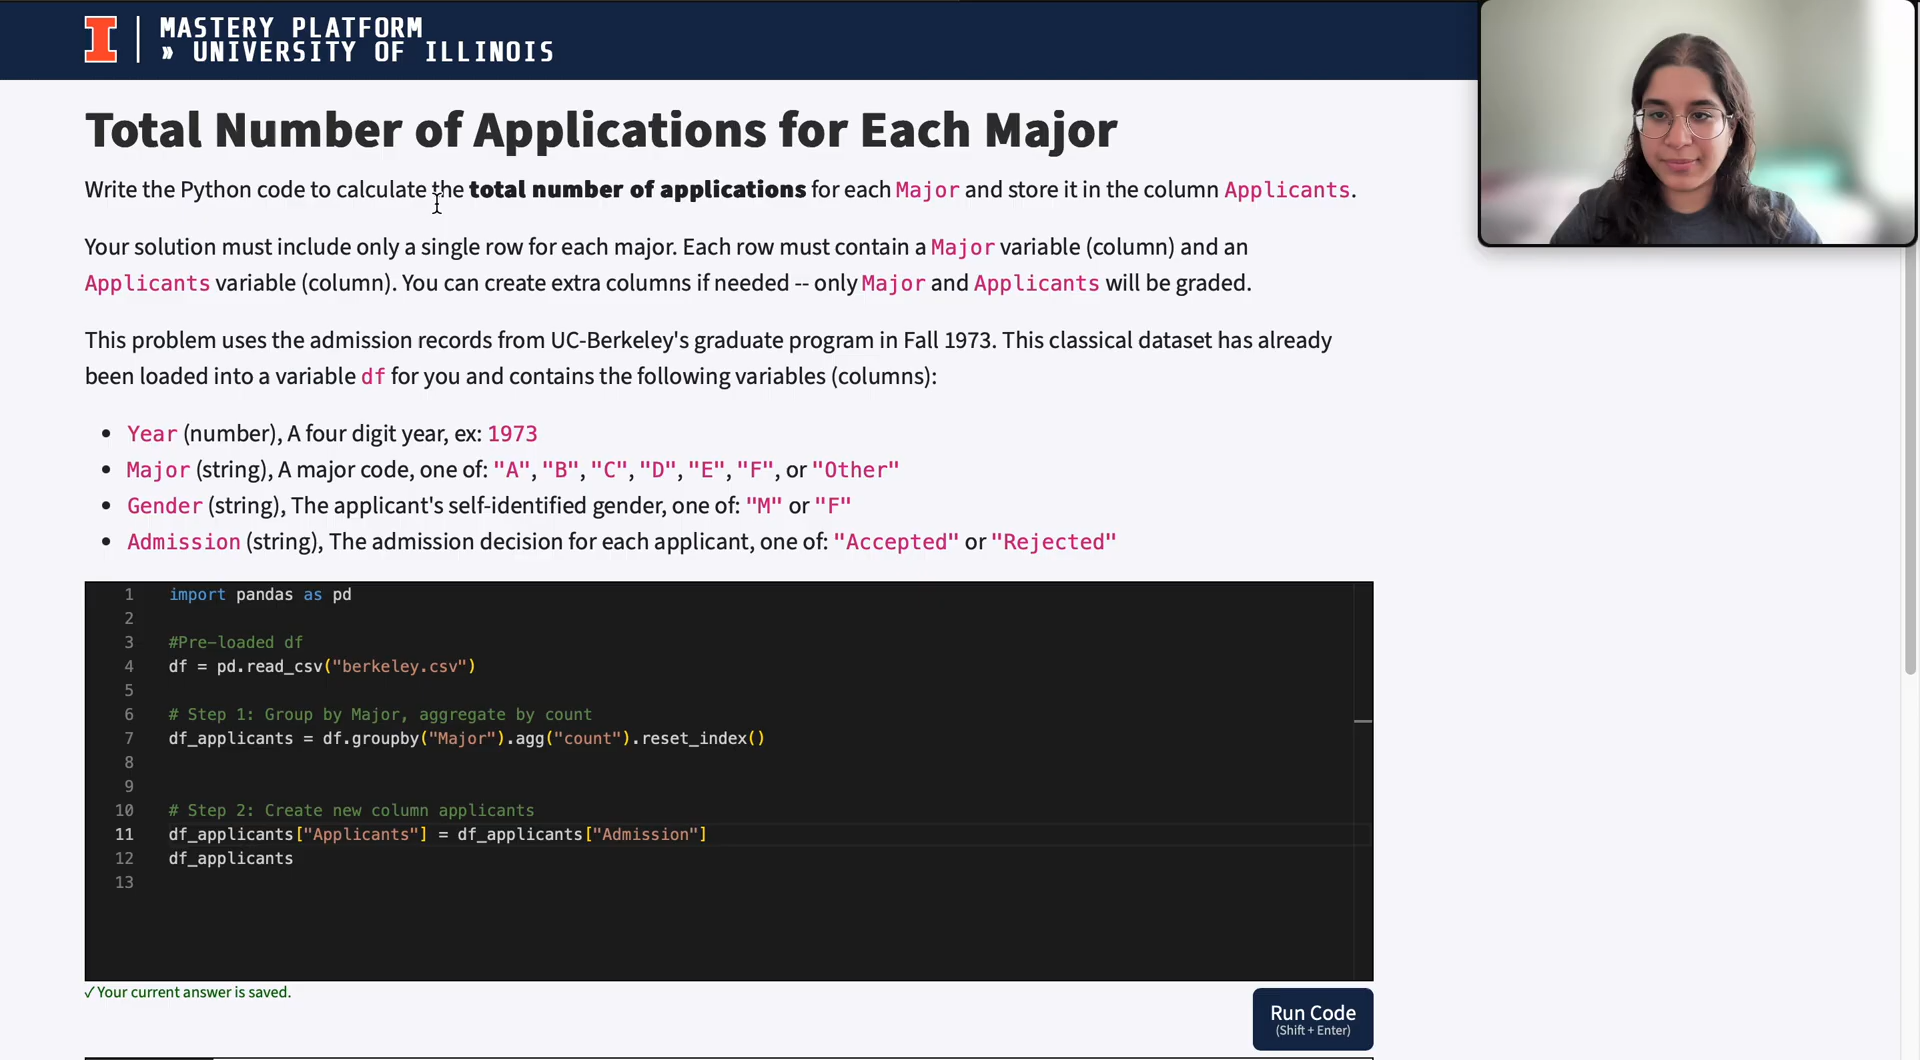 MASTERY PLATFORM
» UNIVERSITY OF ILLINOIS
Total Number of Applications for Each Major
Write the Python code to calculate the total number of applications for each Major and store it in the column Applicants.
Your solution must include only a single row for each major. Each row must contain a Major variable (column) and an
Applicants variable (column). You can create extra columns if needed -- only Major and Applicants will be graded.
This problem uses the admission records from UC-Berkeley's graduate program in Fall 1973. This classical dataset has already
been loaded into a variable df for you and contains the following variables (columns):
• Year (number), A four digit year, ex: 1973
• Major (string), A major code, one of: "A", "B", "C", "D", "E", "F", or "Other"
• Gender (string), The applicant's self-identified gender, one of: "M" or "F"
• Admission (string), The admission decision for each applicant, one of: "Accepted" or "Rejected"
1 import pandas as pd
2
3 #Pre-loaded df
4 df = pd.read_csv("berkeley.csv")
5
6 # Step 1: Group by Major, aggregate by count
7 df_applicants = df.groupby("Major").agg("count").reset_index()
8
9
10 # Step 2: Create new column applicants
11 df_applicants["Applicants"] = df_applicants["Admission"]
12 df_applicants
13
✓Your current answer is saved.
Run Code
(Shift + Enter)